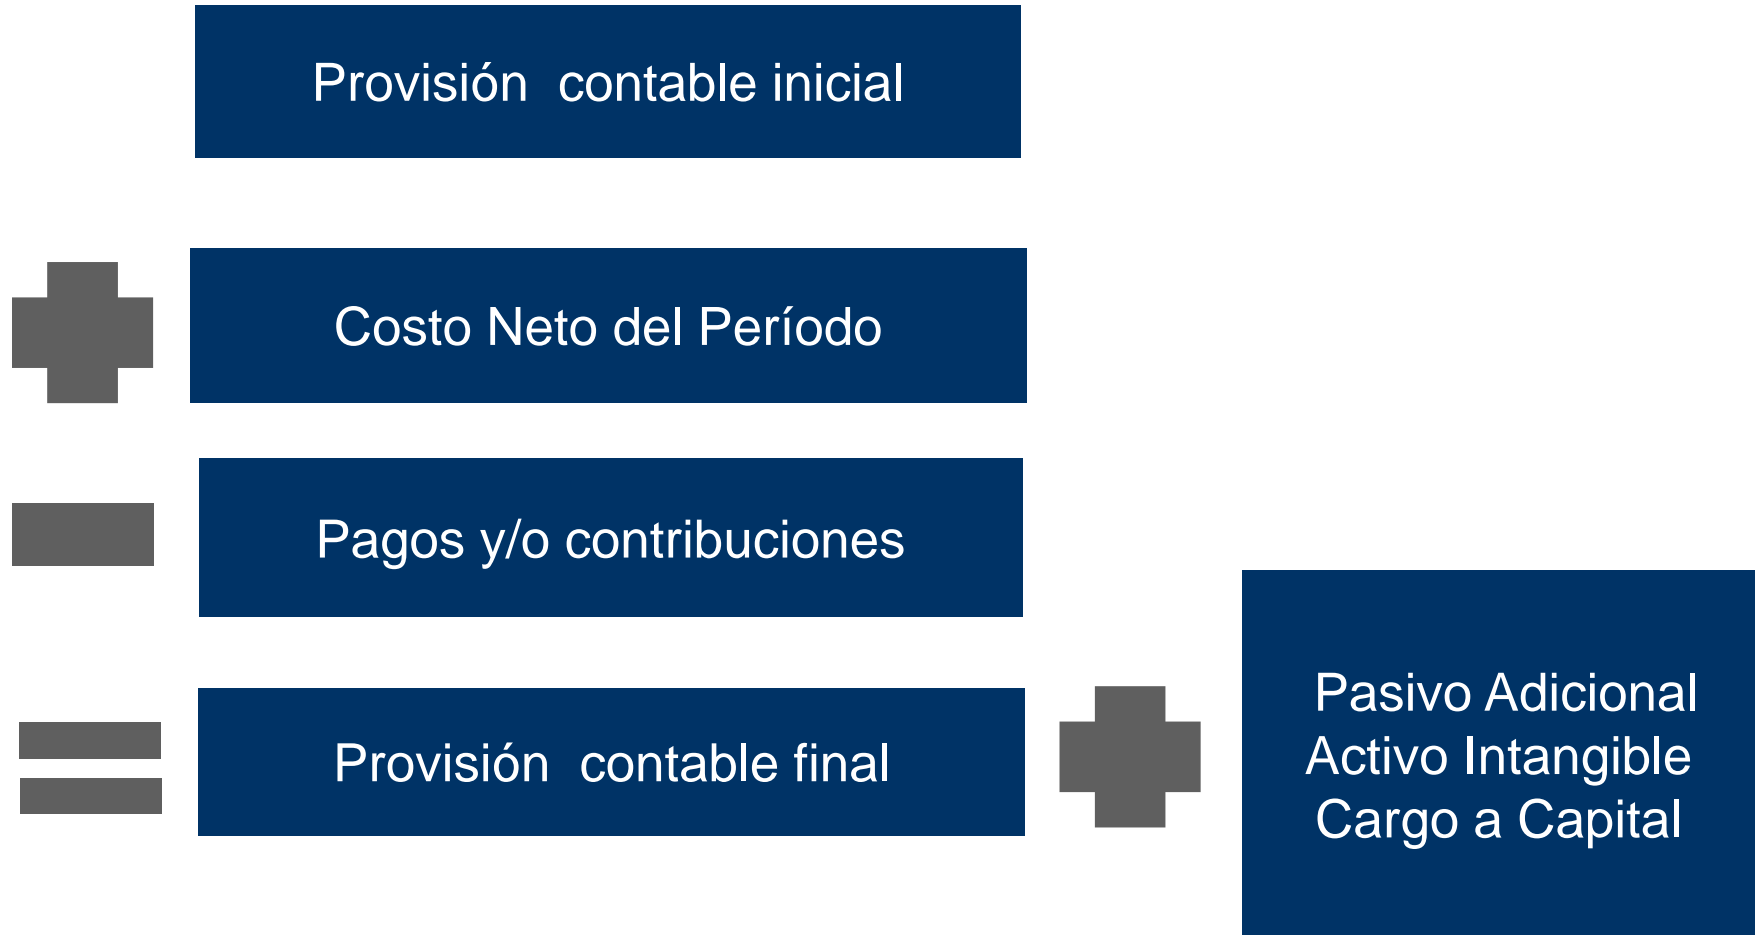 Provisión contable inicial
Costo Neto del Período
Pagos y/o contribuciones
Provisión contable final
Pasivo Adicional
Activo Intangible
Cargo a Capital